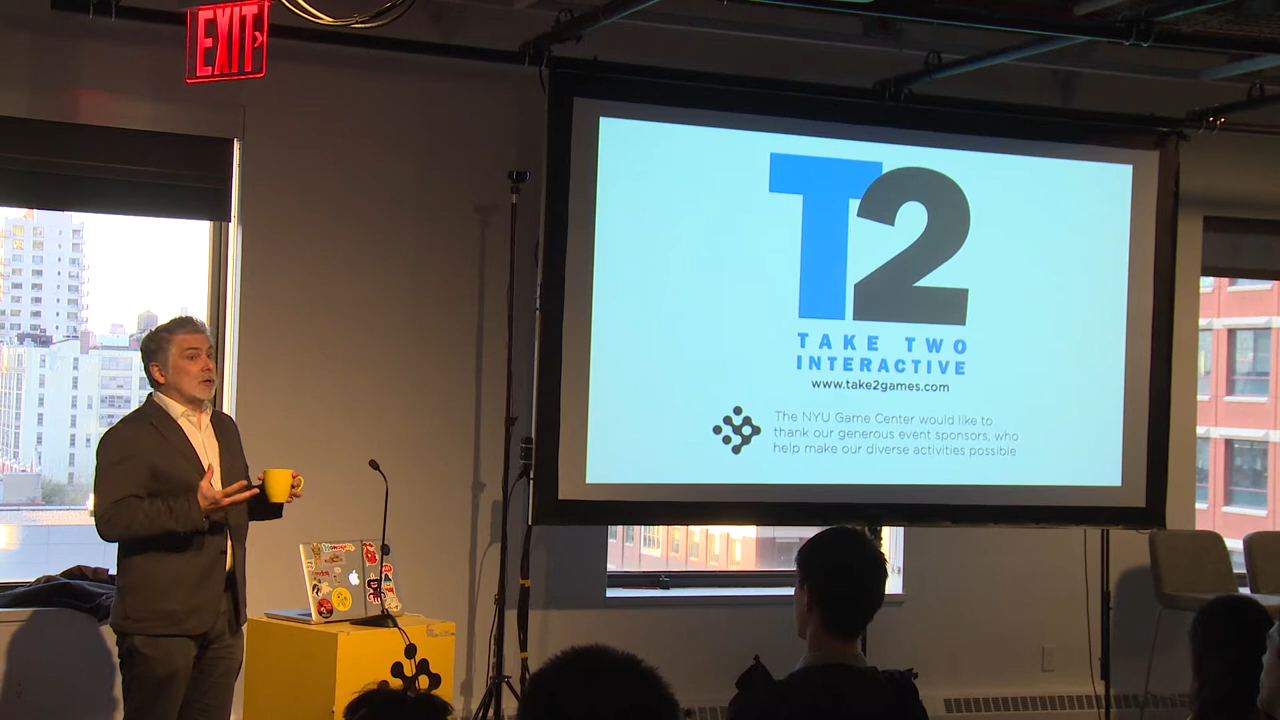 EXIT
T2
TAKE TWO
INTERACTIVE
www.take2games.com
The NYU Game Center would like to
thank our generous event sponsors, who
help make our diverse activities possible